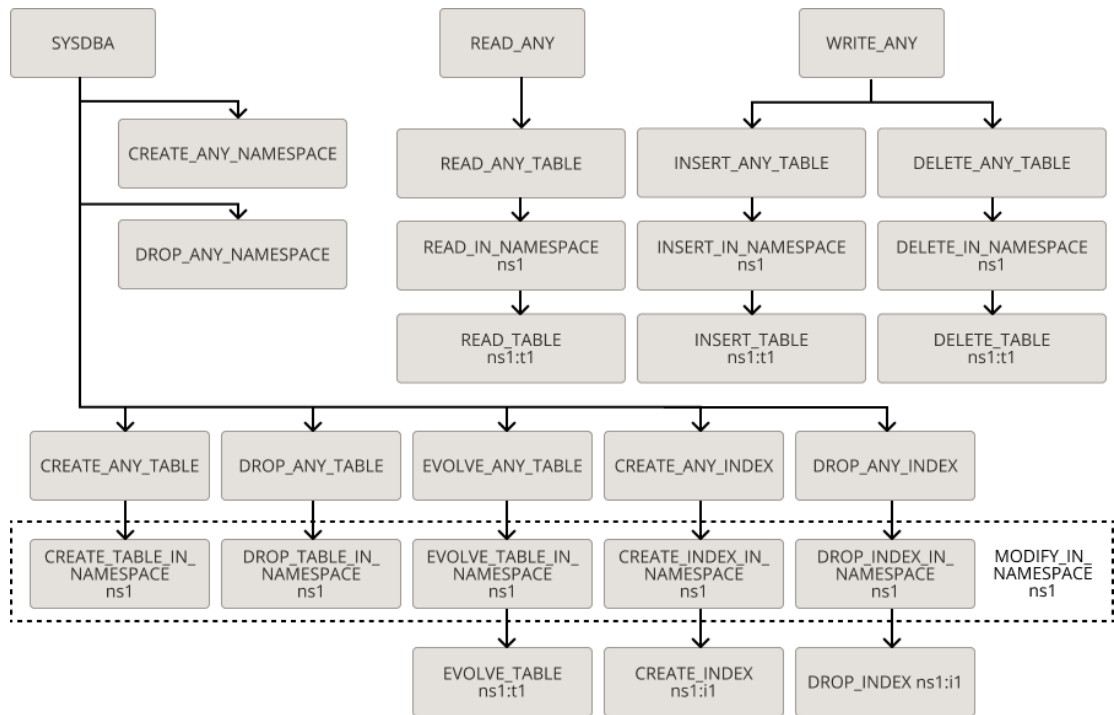 SYSDBA
READ_ANY
WRITE_ANY
CREATE_ANY_NAMESPACE
READ_ANY_TABLE
INSERT_ANY_TABLE
DELETE_ANY_TABLE
DROP_ANY_NAMESPACE
READ_IN_NAMESPACE
ns1
INSERT_IN_NAMESPACE
ns1
DELETE_IN_NAMESPACE
ns1
READ_TABLE
ns1:t1
INSERT_TABLE
ns1:t1
DELETE_TABLE
ns1:t1
CREATE_ANY_TABLE
DROP_ANY_TABLE
EVOLVE_ANY_TABLE
CREATE_ANY_INDEX
DROP_ANY_INDEX
CREATE_TABLE_IN_
NAMESPACE
ns1
DROP_TABLE_IN_
NAMESPACE
ns1
EVOLVE_TABLE_IN_
NAMESPACE
ns1
CREATE_INDEX_IN_
NAMESPACE
ns1
DROP_INDEX_IN_
NAMESPACE
ns1
MODIFY_IN_
NAMESPACE
ns1
EVOLVE_TABLE
ns1:t1
CREATE_INDEX
ns1:i1
DROP_INDEX ns1:i1